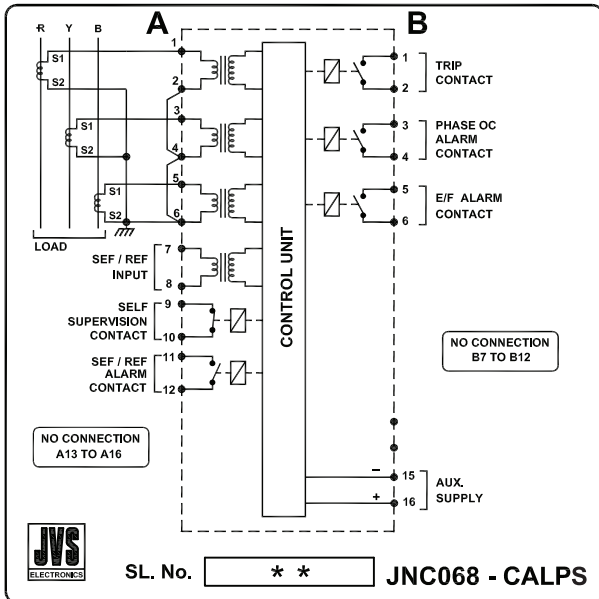 R Y B A B
1
S1
S2
2
3
S1
S2
4
5
S1
S2
6
LOAD
7
SEF / REF
INPUT
8
9
SELF
SUPERVISION
CONTACT
10
11
SEF / REF
ALARM
CONTACT
12
NO CONNECTION
A13 TO A16
CONTROL UNIT
1
TRIP
CONTACT
2
3
PHASE OC
ALARM
CONTACT
4
5
E/F ALARM
CONTACT
6
NO CONNECTION
B7 TO B12
– 15
AUX.
SUPPLY
+ 16
JVS
ELECTRONICS
SL. No. * * JNC068 - CALPS